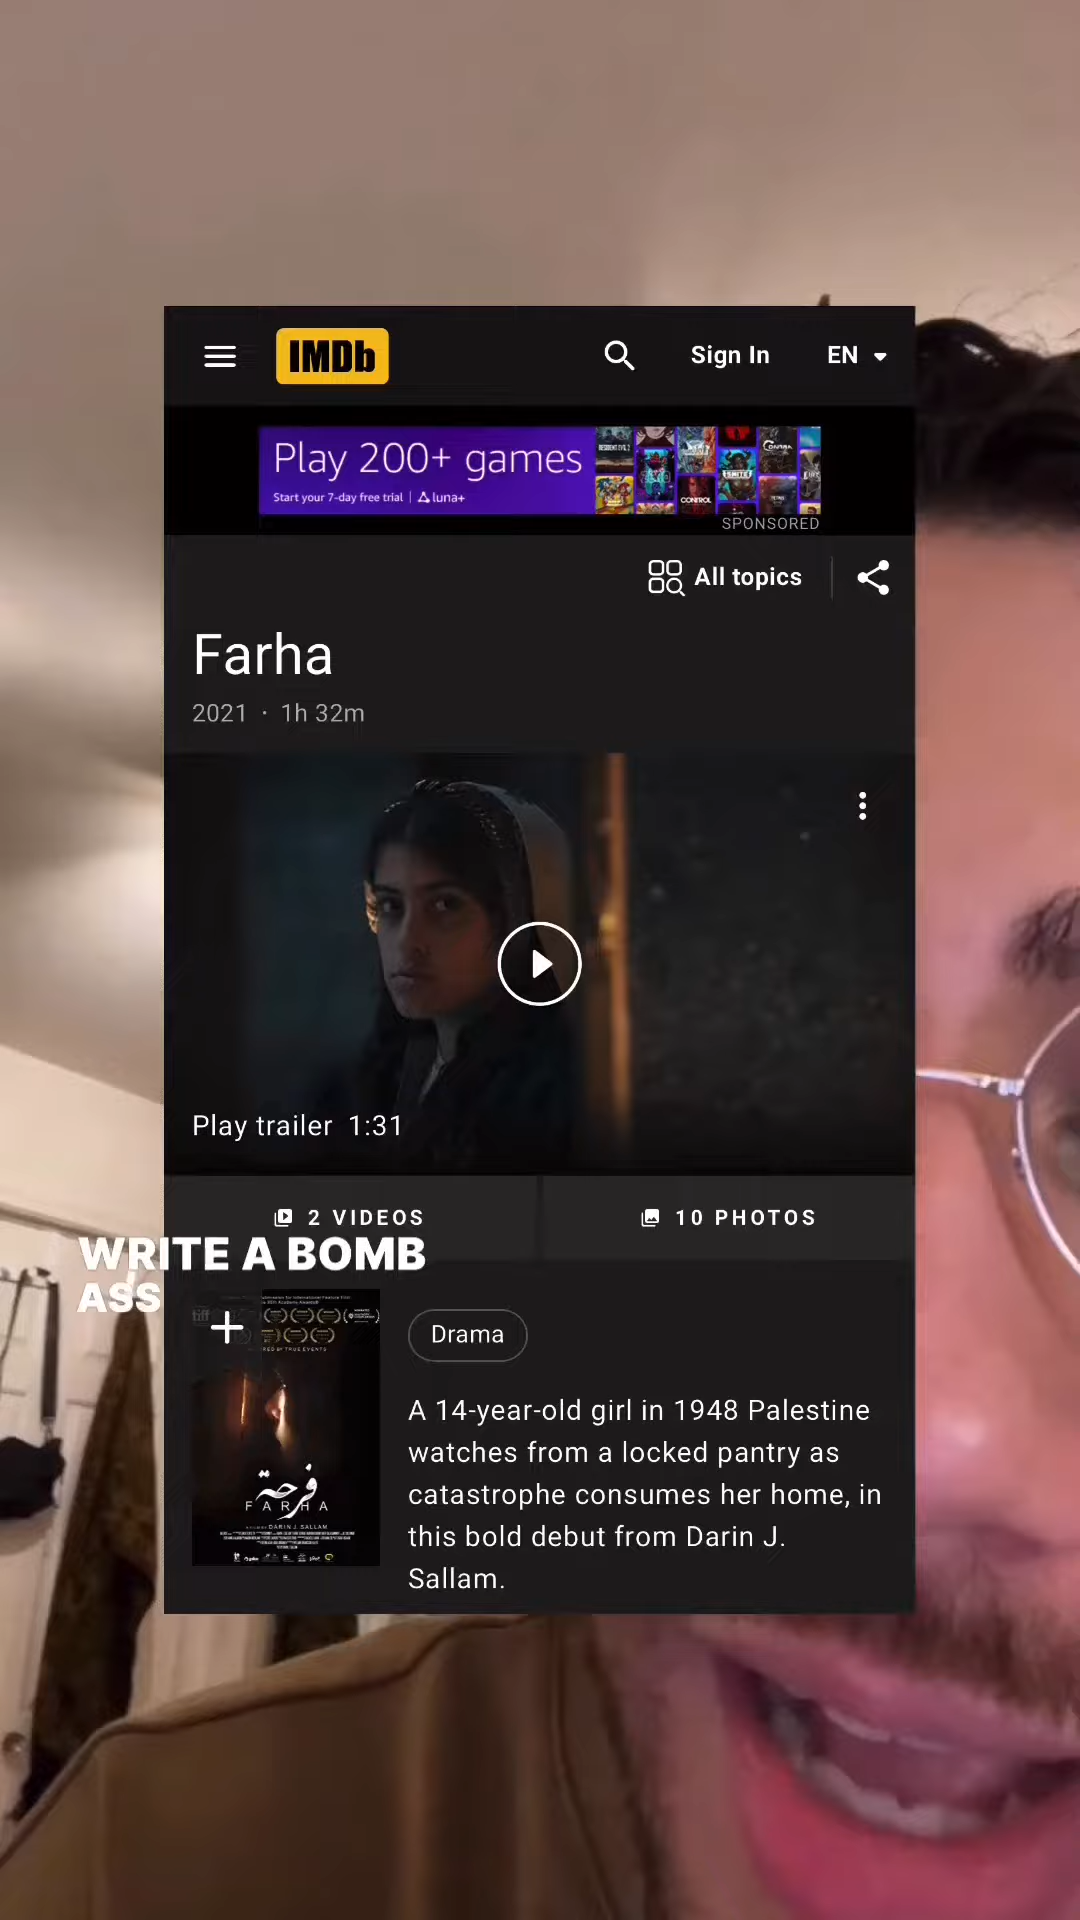 IMDb
Sign In
EN
Play 200+ games
Start your 7-day free trial | luna+
SPONSORED
All topics
Farha
2021 · 1h 32m
Play trailer 1:31
2 VIDEOS
10 PHOTOS
WRITE A BOMB
ASS
Drama
فرحة
FARHA
DARIN J. SALLAM
A 14-year-old girl in 1948 Palestine
watches from a locked pantry as
catastrophe consumes her home, in
this bold debut from Darin J.
Sallam.